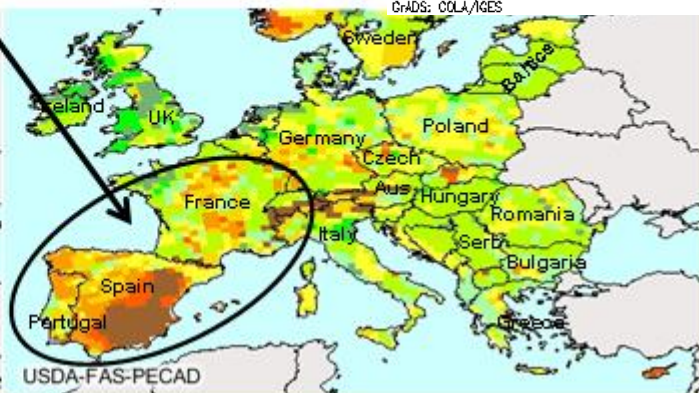 GrADS: COLA/IGES
Sweden
Baltics
Ireland
UK
Germany
Poland
Czech
France
Aus
Hungary
Romania
Italy
Serb
Bulgaria
Spain
Portugal
Greece
USDA-FAS-PECAD